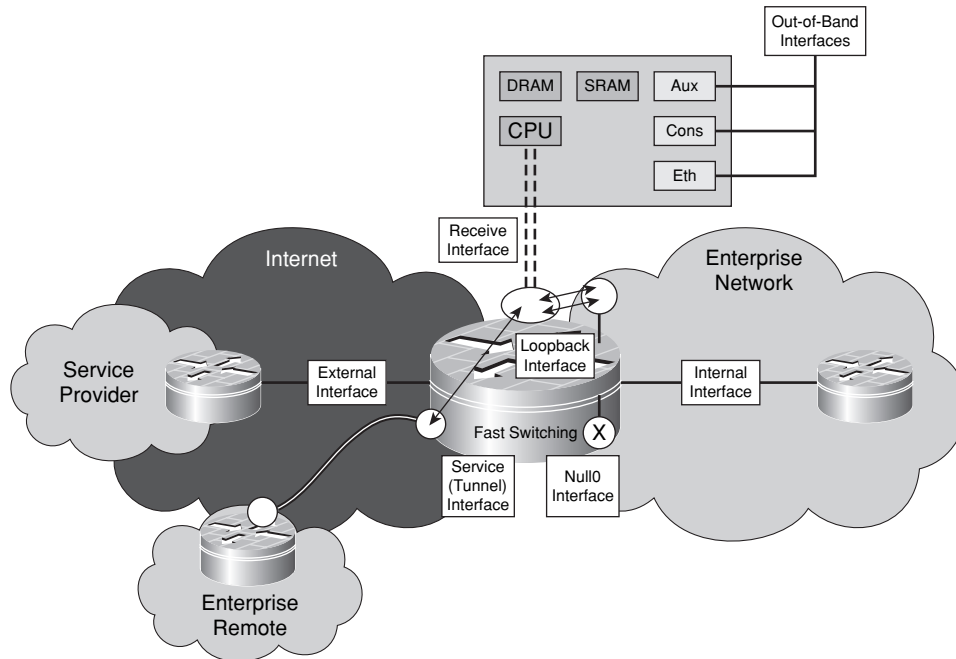 Out-of-Band
Interfaces
DRAM
SRAM
Aux
CPU
Cons
Eth
Receive
Interface
Internet
Enterprise
Network
Service
Provider
External
Interface
Loopback
Interface
Internal
Interface
Fast Switching
X
Service
(Tunnel)
Interface
Null0
Interface
Enterprise
Remote